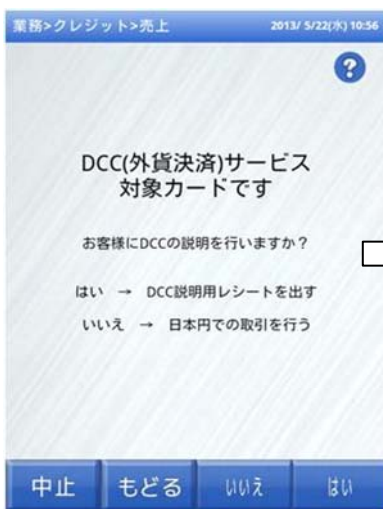 業務>クレジット>売上 2013/ 5/22(水) 10:56
?
DCC(外貨決済)サービス
対象カードです
お客様にDCCの説明を行いますか？
はい → DCC説明用レシートを出す
いいえ → 日本円での取引を行う
中止 もどる いいえ はい